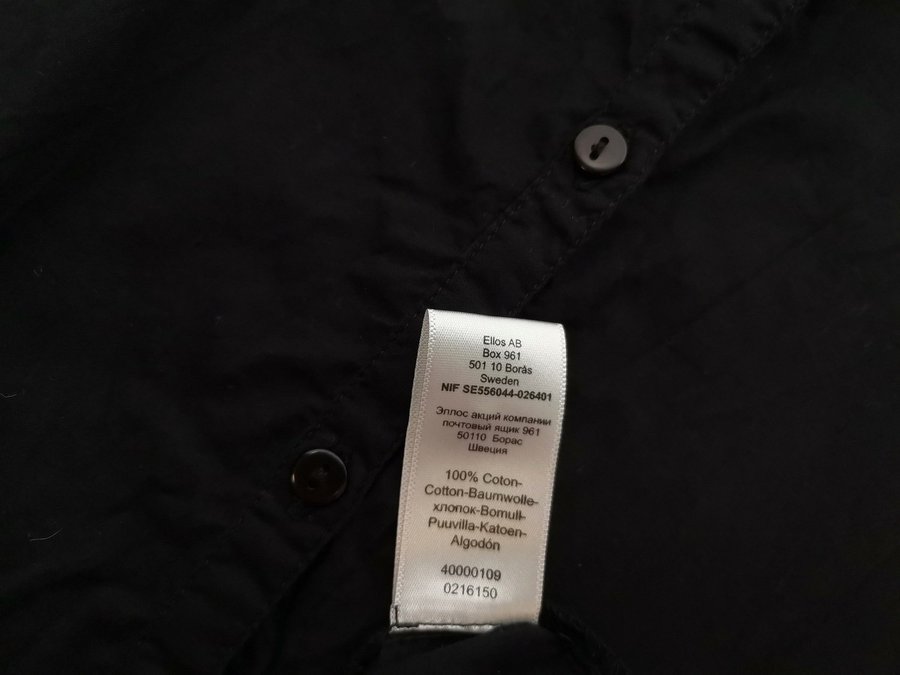 Ellos AB
Box 961
501 10 Borås
Sweden
NIF SE556044-026401
Эллос акций компании
почтовый ящик 961
50110 Борас
Швеция
100% Coton-
Cotton-Baumwolle-
хлопок-Bomull-
Puuvilla-Katoen-
Algodón
40000109
0216150